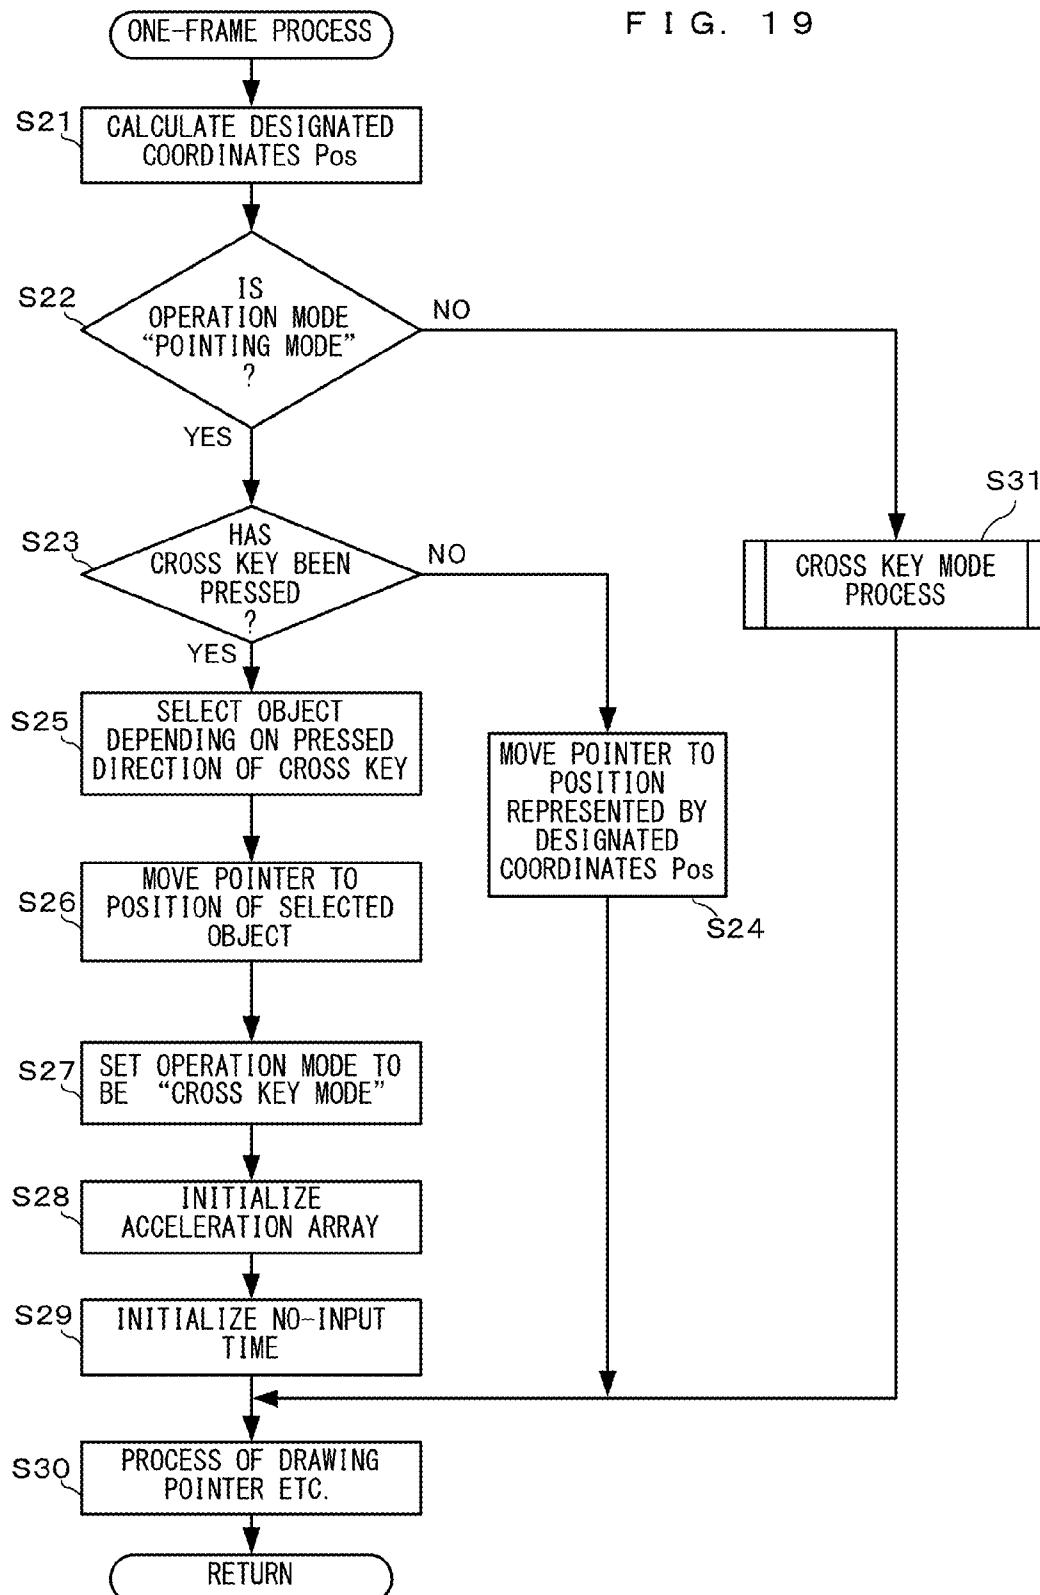 FIG. 19
ONE-FRAME PROCESS
S21
CALCULATE DESIGNATED
COORDINATES Pos
S22
IS
OPERATION MODE
“POINTING MODE”
?
NO
YES
S31
CROSS KEY MODE
PROCESS
S23
HAS
CROSS KEY BEEN
PRESSED
?
NO
YES
S25
SELECT OBJECT
DEPENDING ON PRESSED
DIRECTION OF CROSS KEY
MOVE POINTER TO
POSITION
REPRESENTED BY
DESIGNATED
COORDINATES Pos
S24
S26
MOVE POINTER TO
POSITION OF SELECTED
OBJECT
S27
SET OPERATION MODE TO
BE “CROSS KEY MODE”
S28
INITIALIZE
ACCELERATION ARRAY
S29
INITIALIZE NO-INPUT
TIME
S30
PROCESS OF DRAWING
POINTER ETC.
RETURN